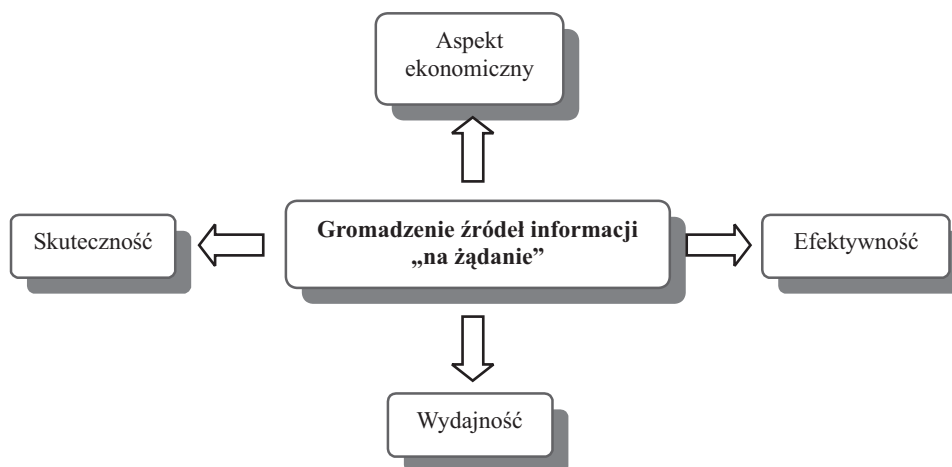 Aspekt
ekonomiczny
Skuteczność
Gromadzenie źródeł informacji
„na żądanie”
Efektywność
Wydajność